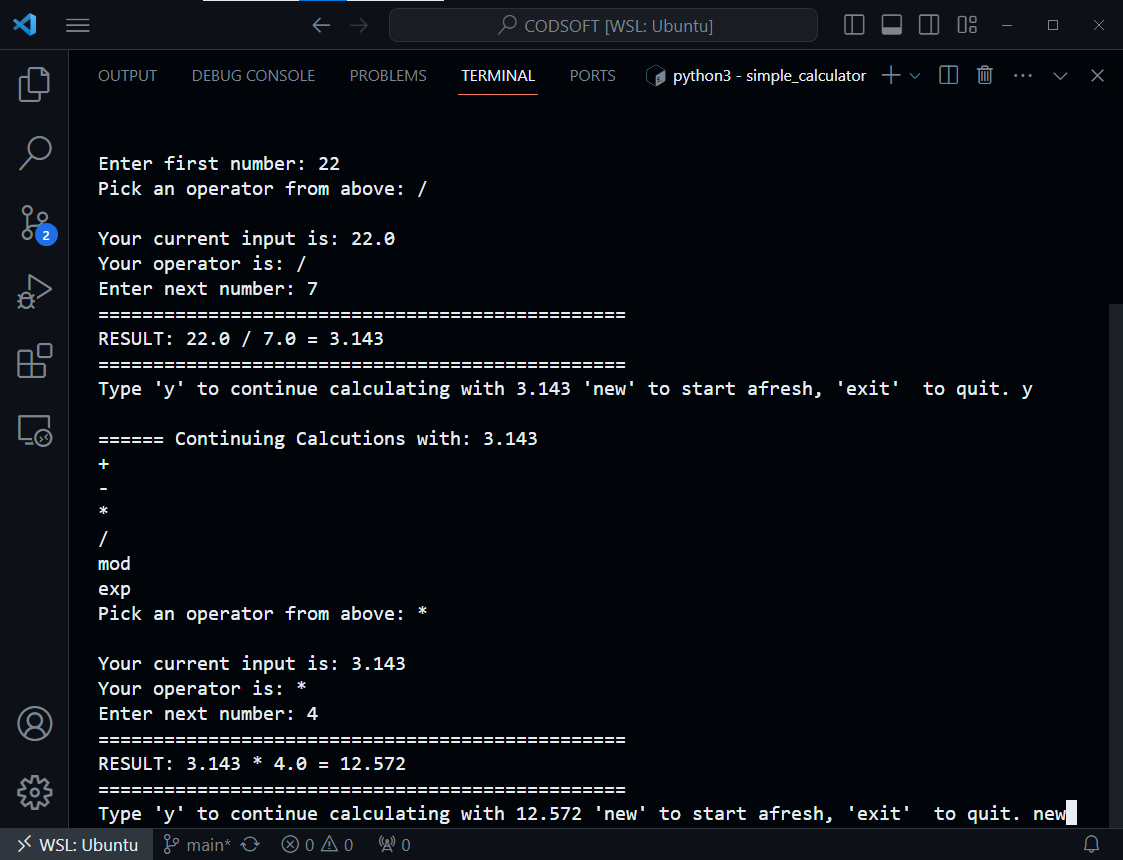 CODSOFT [WSL: Ubuntu]
OUTPUT DEBUG CONSOLE PROBLEMS TERMINAL PORTS python3 - simple_calculator
Enter first number: 22
Pick an operator from above: /
Your current input is: 22.0
Your operator is: /
Enter next number: 7
================================================
RESULT: 22.0 / 7.0 = 3.143
================================================
Type 'y' to continue calculating with 3.143 'new' to start afresh, 'exit'  to quit. y
====== Continuing Calcutions with: 3.143
+
-
*
/
mod
exp
Pick an operator from above: *
Your current input is: 3.143
Your operator is: *
Enter next number: 4
================================================
RESULT: 3.143 * 4.0 = 12.572
================================================
Type 'y' to continue calculating with 12.572 'new' to start afresh, 'exit'  to quit. new
2
WSL: Ubuntu main* 0 0 0